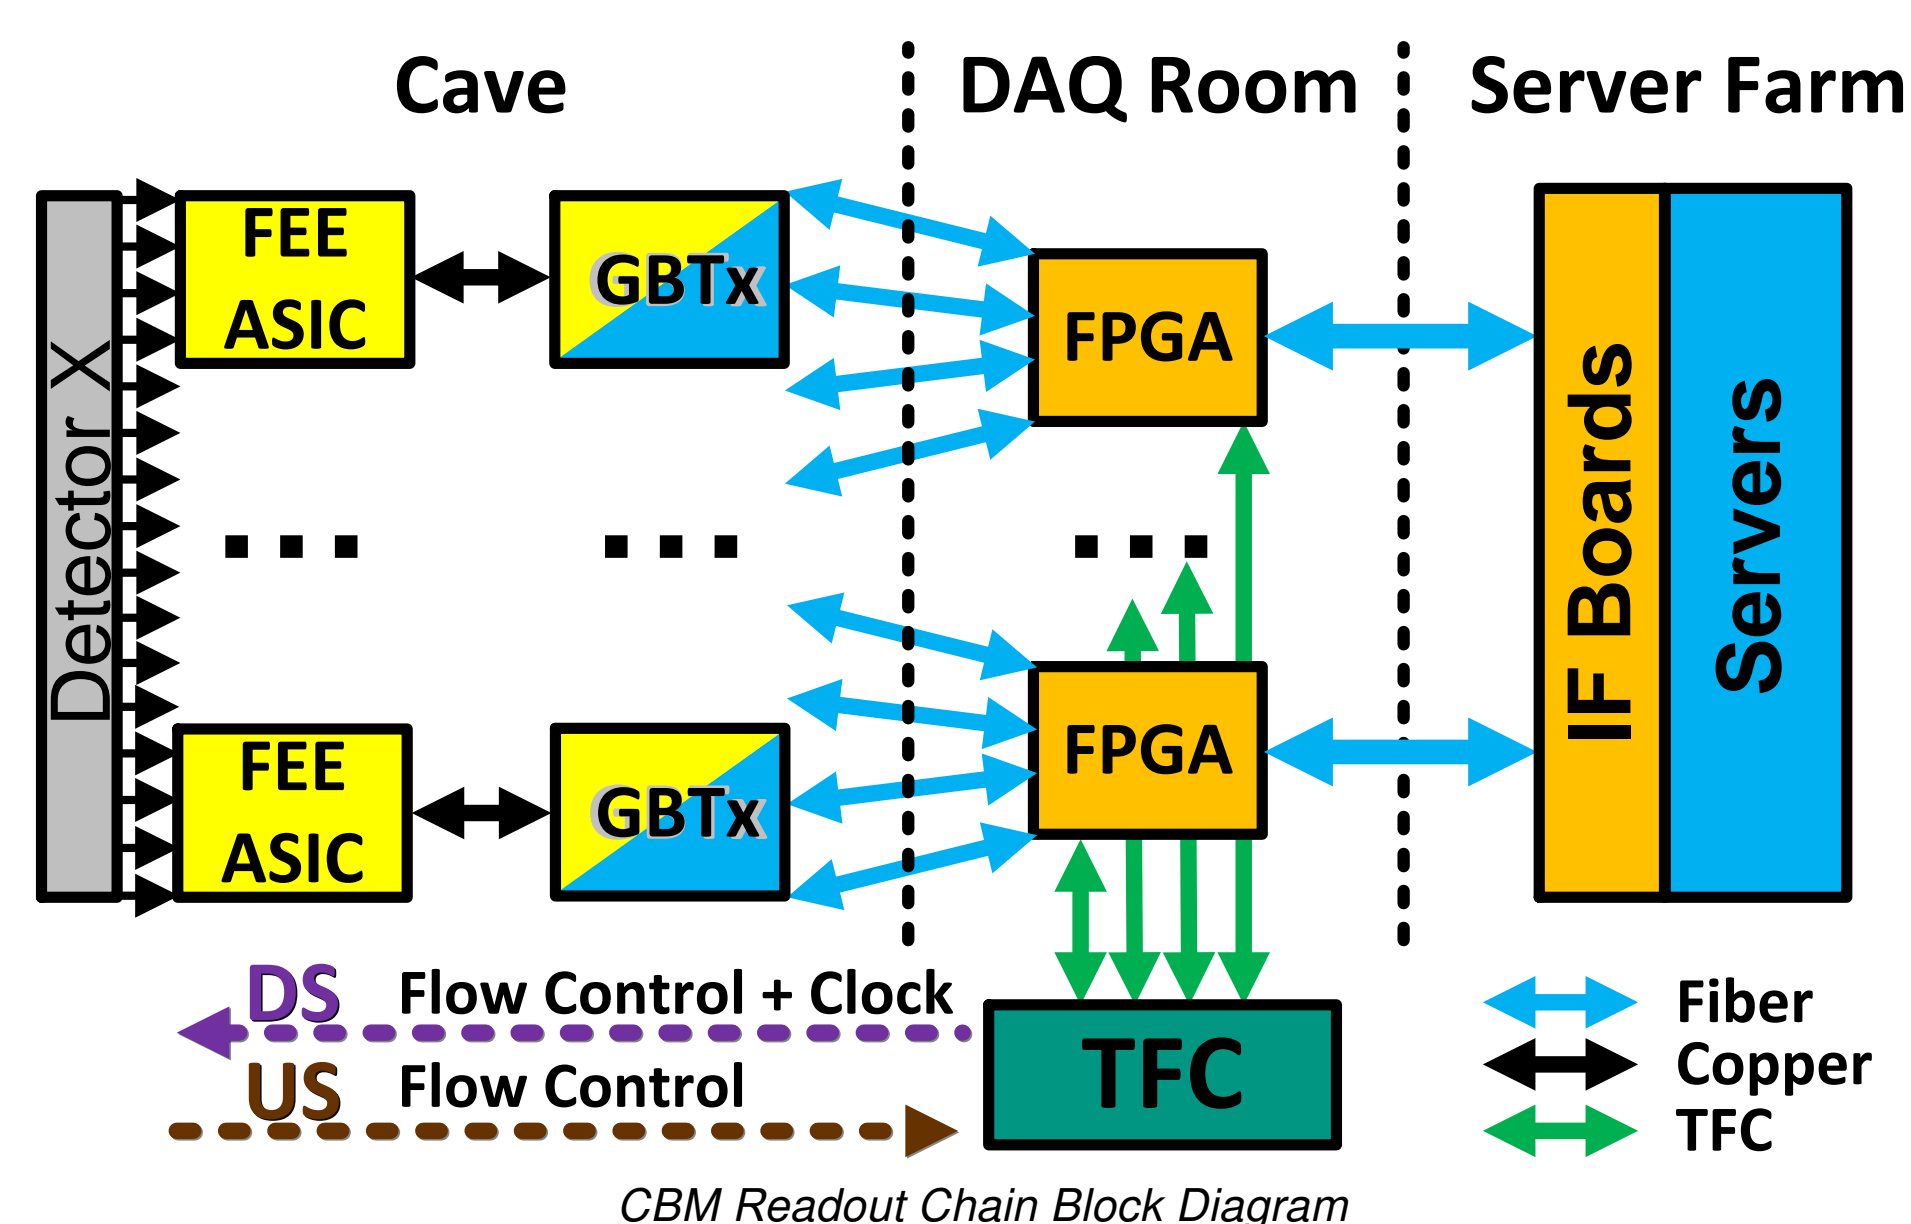 Cave
DAQ Room
Server Farm
Detector X
FEE
ASIC
GBTx
FPGA
IF Boards
Servers
. . .
. . .
. . .
FEE
ASIC
GBTx
FPGA
DS Flow Control + Clock
US Flow Control
TFC
Fiber
Copper
TFC
CBM Readout Chain Block Diagram